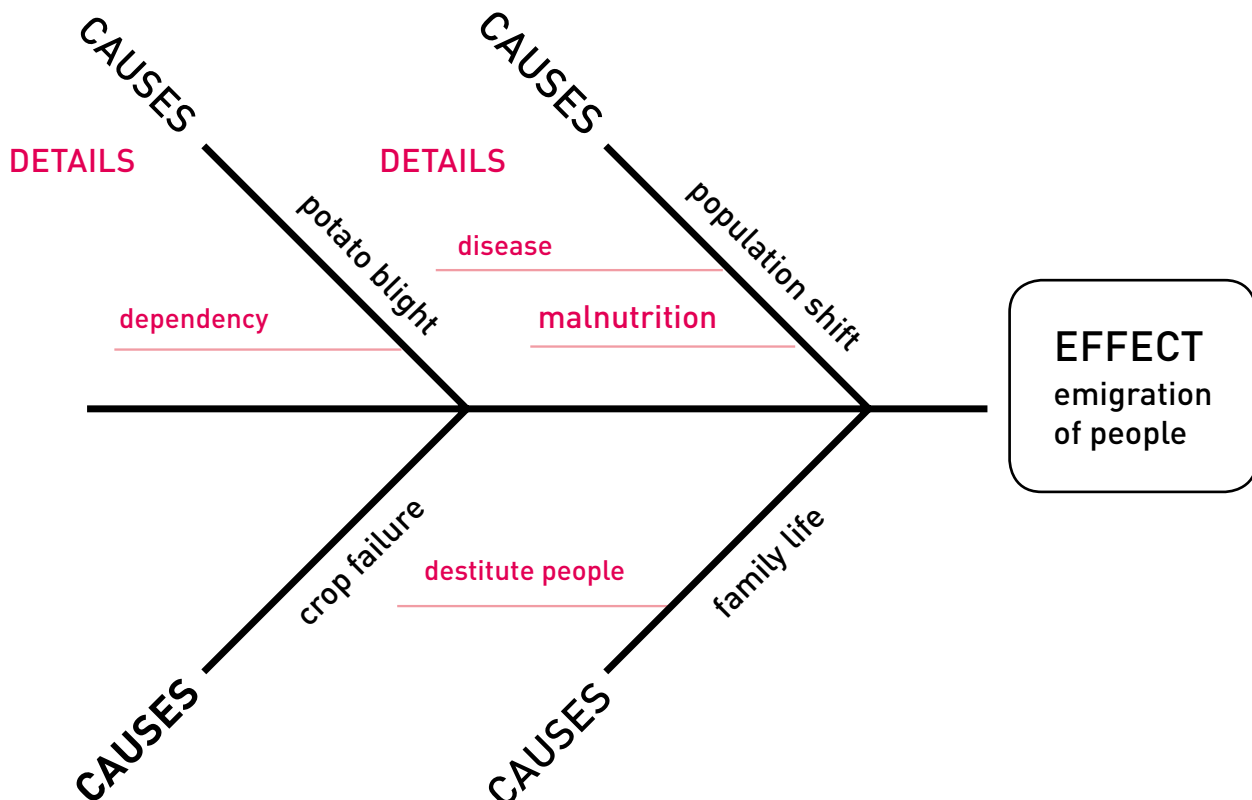 CAUSES
CAUSES
DETAILS
DETAILS
potato blight
population shift
disease
dependency
malnutrition
EFFECT
emigration
of people
crop failure
destitute people
family life
CAUSES
CAUSES